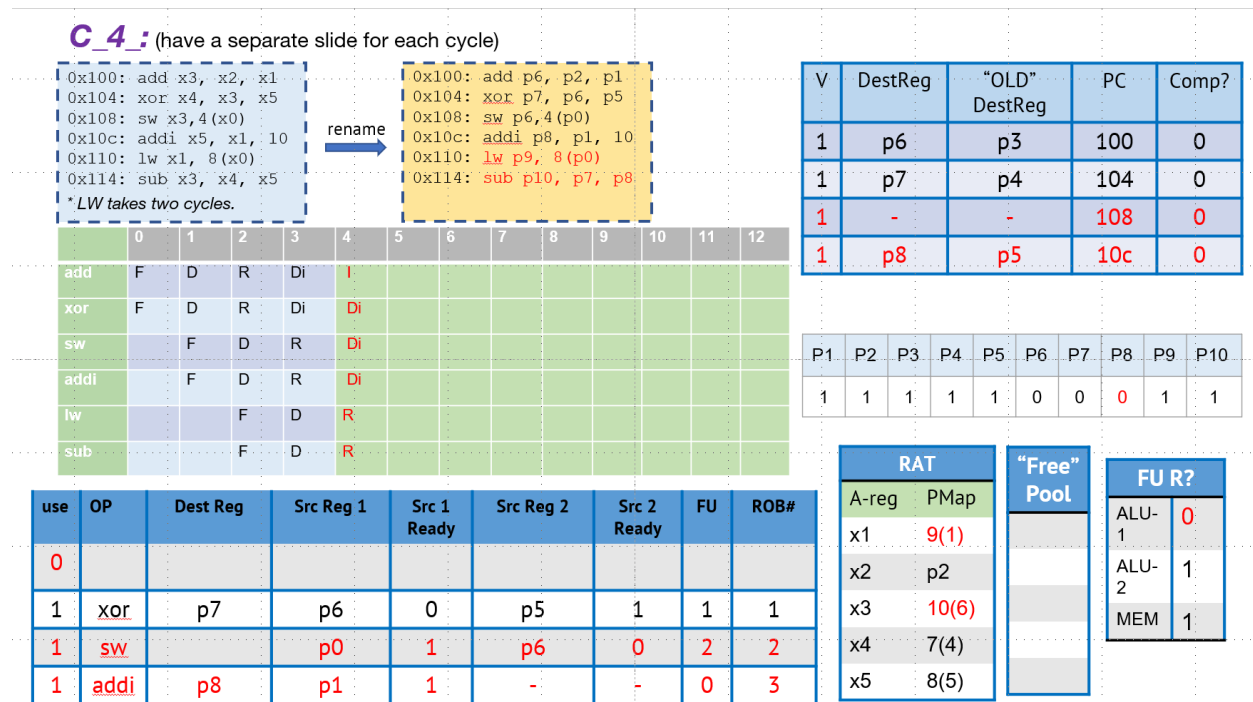 C_4_: (have a separate slide for each cycle)
0x100: add x3, x2, x1
0x104: xor x4, x3, x5
0x108: sw x3,4(x0)
0x10c: addi x5, x1, 10
0x110: lw x1, 8(x0)
0x114: sub x3, x4, x5
* LW takes two cycles.
rename
0x100: add p6, p2, p1
0x104: xor p7, p6, p5
0x108: sw p6,4(p0)
0x10c: addi p8, p1, 10
0x110: lw p9, 8(p0)
0x114: sub p10, p7, p8
V DestReg “OLD” DestReg PC Comp?
1 p6 p3 100 0
1 p7 p4 104 0
1 - - 108 0
1 p8 p5 10c 0
0 1 2 3 4 5 6 7 8 9 10 11 12
add F D R Di I
xor F D R Di Di
sw F D R Di
addi F D R Di
lw F D R
sub F D R
P1 P2 P3 P4 P5 P6 P7 P8 P9 P10
1 1 1 1 1 0 0 0 1 1
use OP Dest Reg Src Reg 1 Src 1 Ready Src Reg 2 Src 2 Ready FU ROB#
0
1 xor p7 p6 0 p5 1 1 1
1 sw p0 1 p6 0 2 2
1 addi p8 p1 1 - - 0 3
RAT
A-reg PMap
x1 9(1)
x2 p2
x3 10(6)
x4 7(4)
x5 8(5)
“Free”
Pool
FU R?
ALU-1 0
ALU-2 1
MEM 1